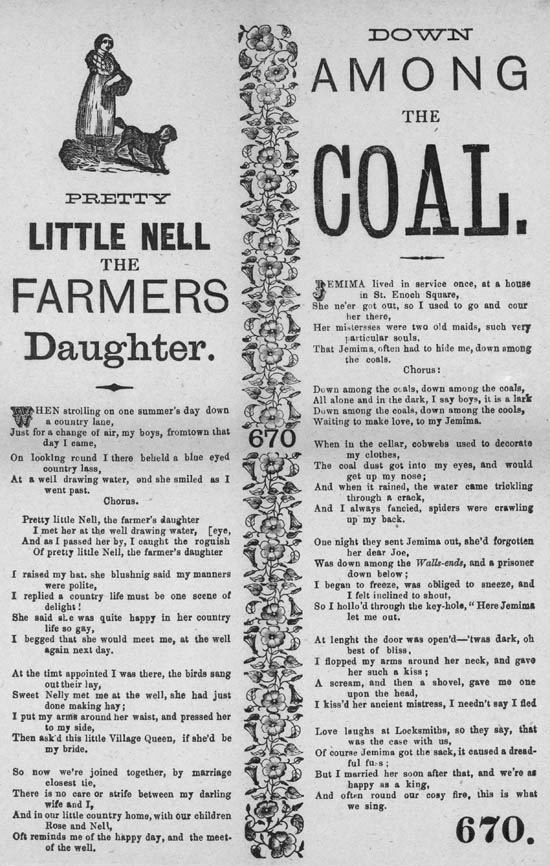 PRETTY
LITTLE NELL
THE
FARMERS
Daughter.
WHEN strolling on one summer's day down
a country lane,
Just for a change of air, my boys, fromtown that
day I came,
On looking round I there beheld a blue eyed
country lass,
At a well drawing water, and she smiled as I
went past.
Chorus.
Pretty little Nell, the farmer's daughter
I met her at the well drawing water, [eye,
And as I passed her by, I caught the roguish
Of pretty little Nell, the farmer's daughter
I raised my hat. she blushnig said my manners
were polite,
I replied a country life must be one scene of
delight!
She said she was quite happy in her country
life so gay,
I begged that she would meet me, at the well
again next day.
At the timt appointed I was there, the birds sang
out their lay,
Sweet Nelly met me at the well, she had just
done making hay;
I put my arms around her waist, and pressed her
to my side,
Then ask'd this little Village Queen, if she'd be
my bride.
So now we're joined together, by marriage
closest tie,
There is no care or strife between my darling
wife and I,
And in our little country home, with our children
Rose and Nell,
Oft reminds me of the happy day, and the meet-
of the well.
670
DOWN
AMONG
THE
COAL.
JEMIMA lived in service once, at a house
in St. Enoch Square,
She ne'er got out, so I used to go and cour
her there,
Her mistersses were two old maids, such very
particular souls.
That Jemima, often had to hide me, down among
the coals.
Chorus!
Down among the coals, down among the coals,
All alone and in the dark, I say boys, it is a lark
Down among the coals, down among the cools,
Waiting to make love, to my Jemima.
When in the cellar, cobwebs used to decorate
my clothes,
The coal dust got into my eyes, and would
get up my nose;
And when it rained, the water came trickling
through a crack,
And I always fancied, spiders were crawling
up my back.
One night they sent Jemima out, she'd forgotten
her dear Joe,
Was down among the Walls-ends, and a prisoner
down below;
I began to freeze, was obliged to sneeze, and
I felt inclined to shout,
So I hollo'd through the key-hole, "Here Jemima
let me out.
At lenght the door was open'd—'twas dark, oh
best of bliss,
I flopped my arms around her neck, and gave
her such a kiss;
A scream, and then a shovel, gave me one
upon the head,
I kiss'd her ancient mistress, I needn't say I fled
Love laughs at Locksmiths, so they say, that
was the case with us,
Of course Jemima got the sack, it caused a dread-
ful fuss;
But I married her soon after that, and we're as
happy as a king,
And often round our cosy fire, this is what
we sing.
670.